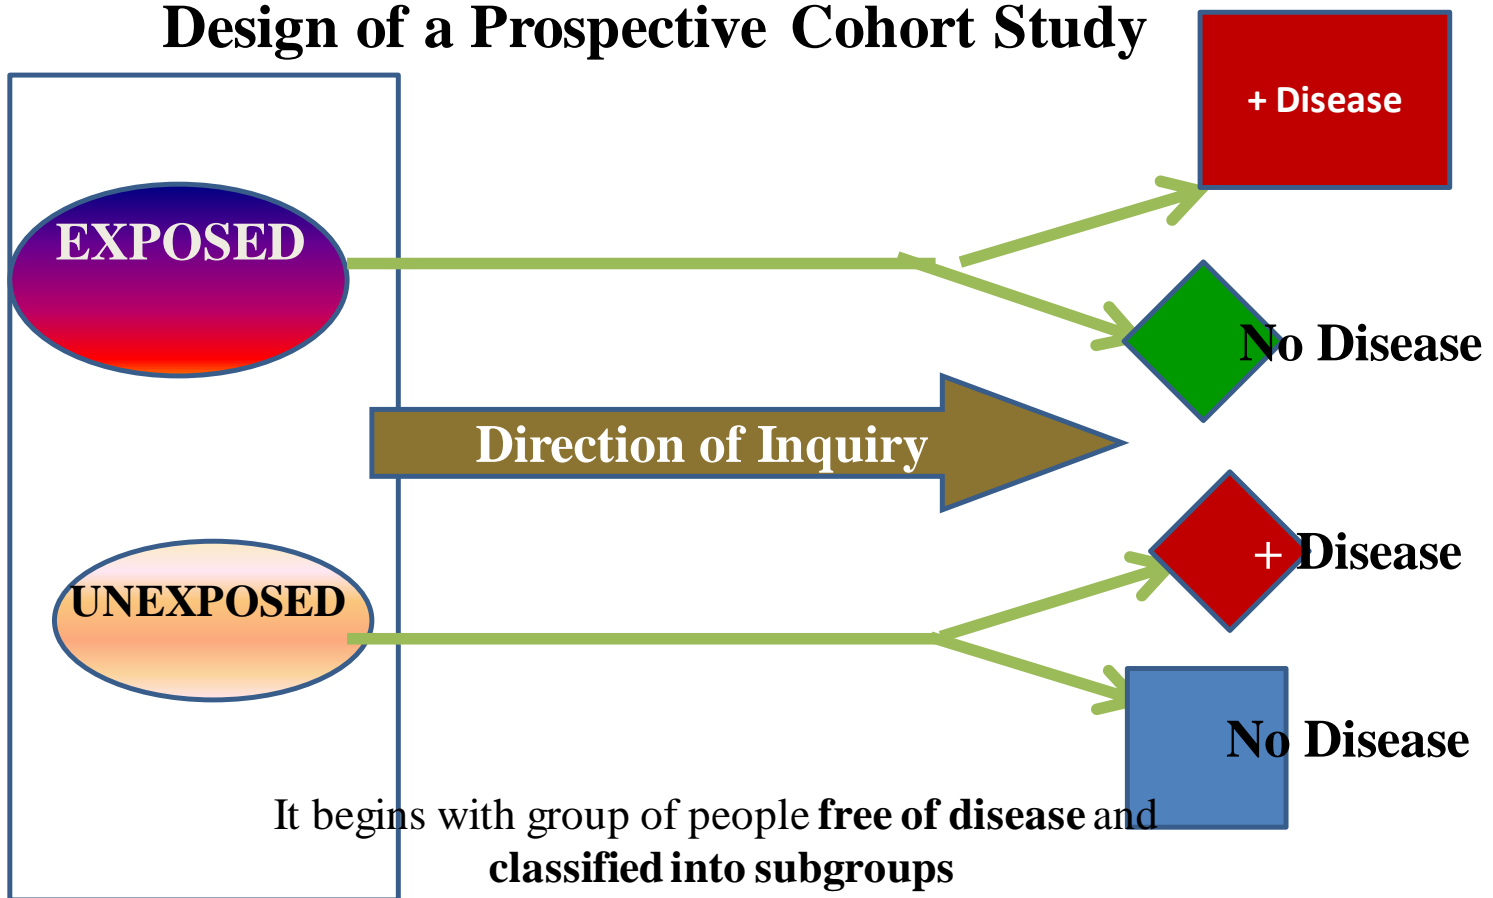 Design of a Prospective Cohort Study
+ Disease
EXPOSED
No Disease
Direction of Inquiry
+ Disease
UNEXPOSED
No Disease
It begins with group of people free of disease and
classified into subgroups